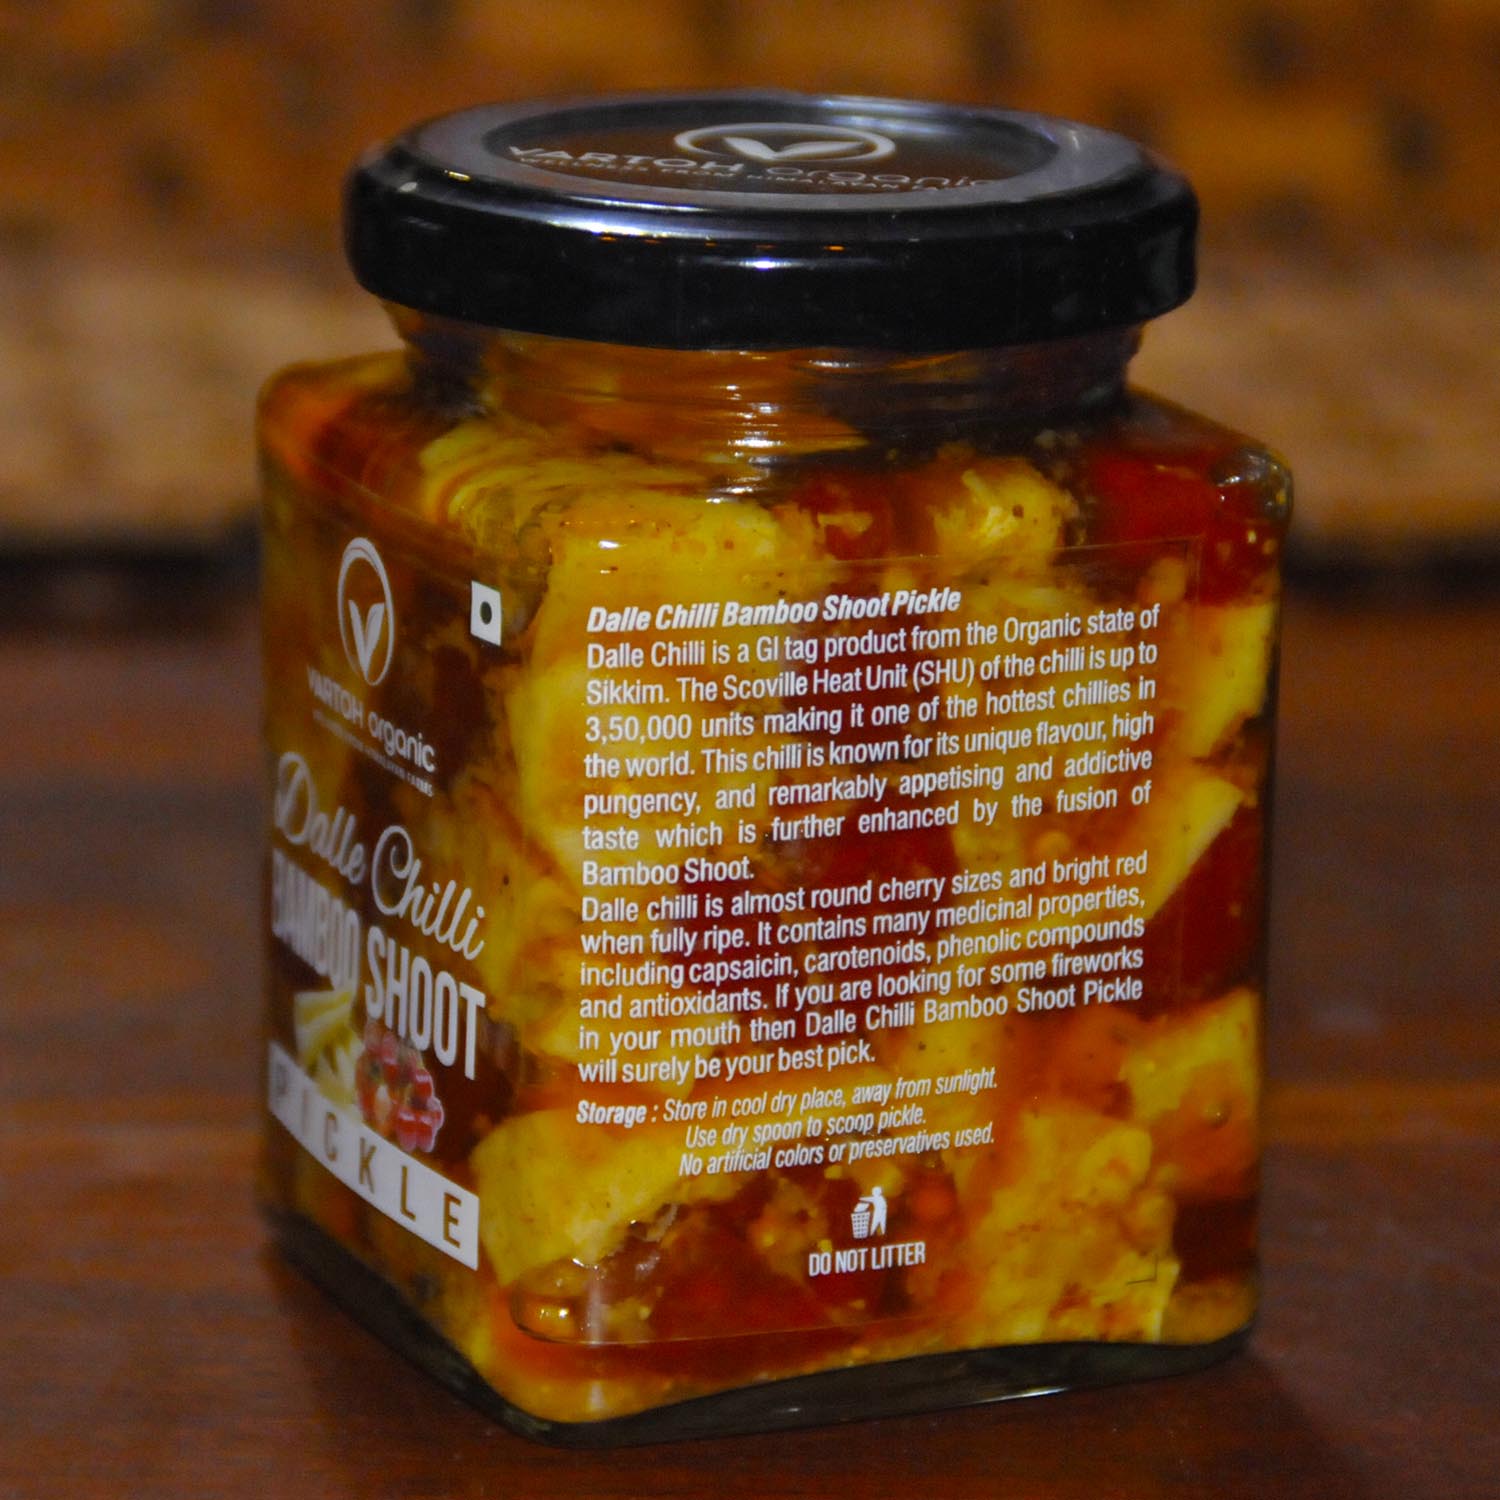 VARTOH organic
WELLNESS FROM HIMALAYAN
VARTOH organic
WELLNESS FROM HIMALAYAN FARMS
Dalle Chilli
BAMBOO SHOOT
PICKLE
Dalle Chilli Bamboo Shoot Pickle
Dalle Chilli is a GI tag product from the Organic state of
Sikkim. The Scoville Heat Unit (SHU) of the chilli is up to
3,50,000 units making it one of the hottest chillies in
the world. This chilli is known for its unique flavour, high
pungency, and remarkably appetising and addictive
taste which is further enhanced by the fusion of
Bamboo Shoot.
Dalle chilli is almost round cherry sizes and bright red
when fully ripe. It contains many medicinal properties,
including capsaicin, carotenoids, phenolic compounds
and antioxidants. If you are looking for some fireworks
in your mouth then Dalle Chilli Bamboo Shoot Pickle
will surely be your best pick.
Storage : Store in cool dry place, away from sunlight.
Use dry spoon to scoop pickle.
No artificial colors or preservatives used.
DO NOT LITTER